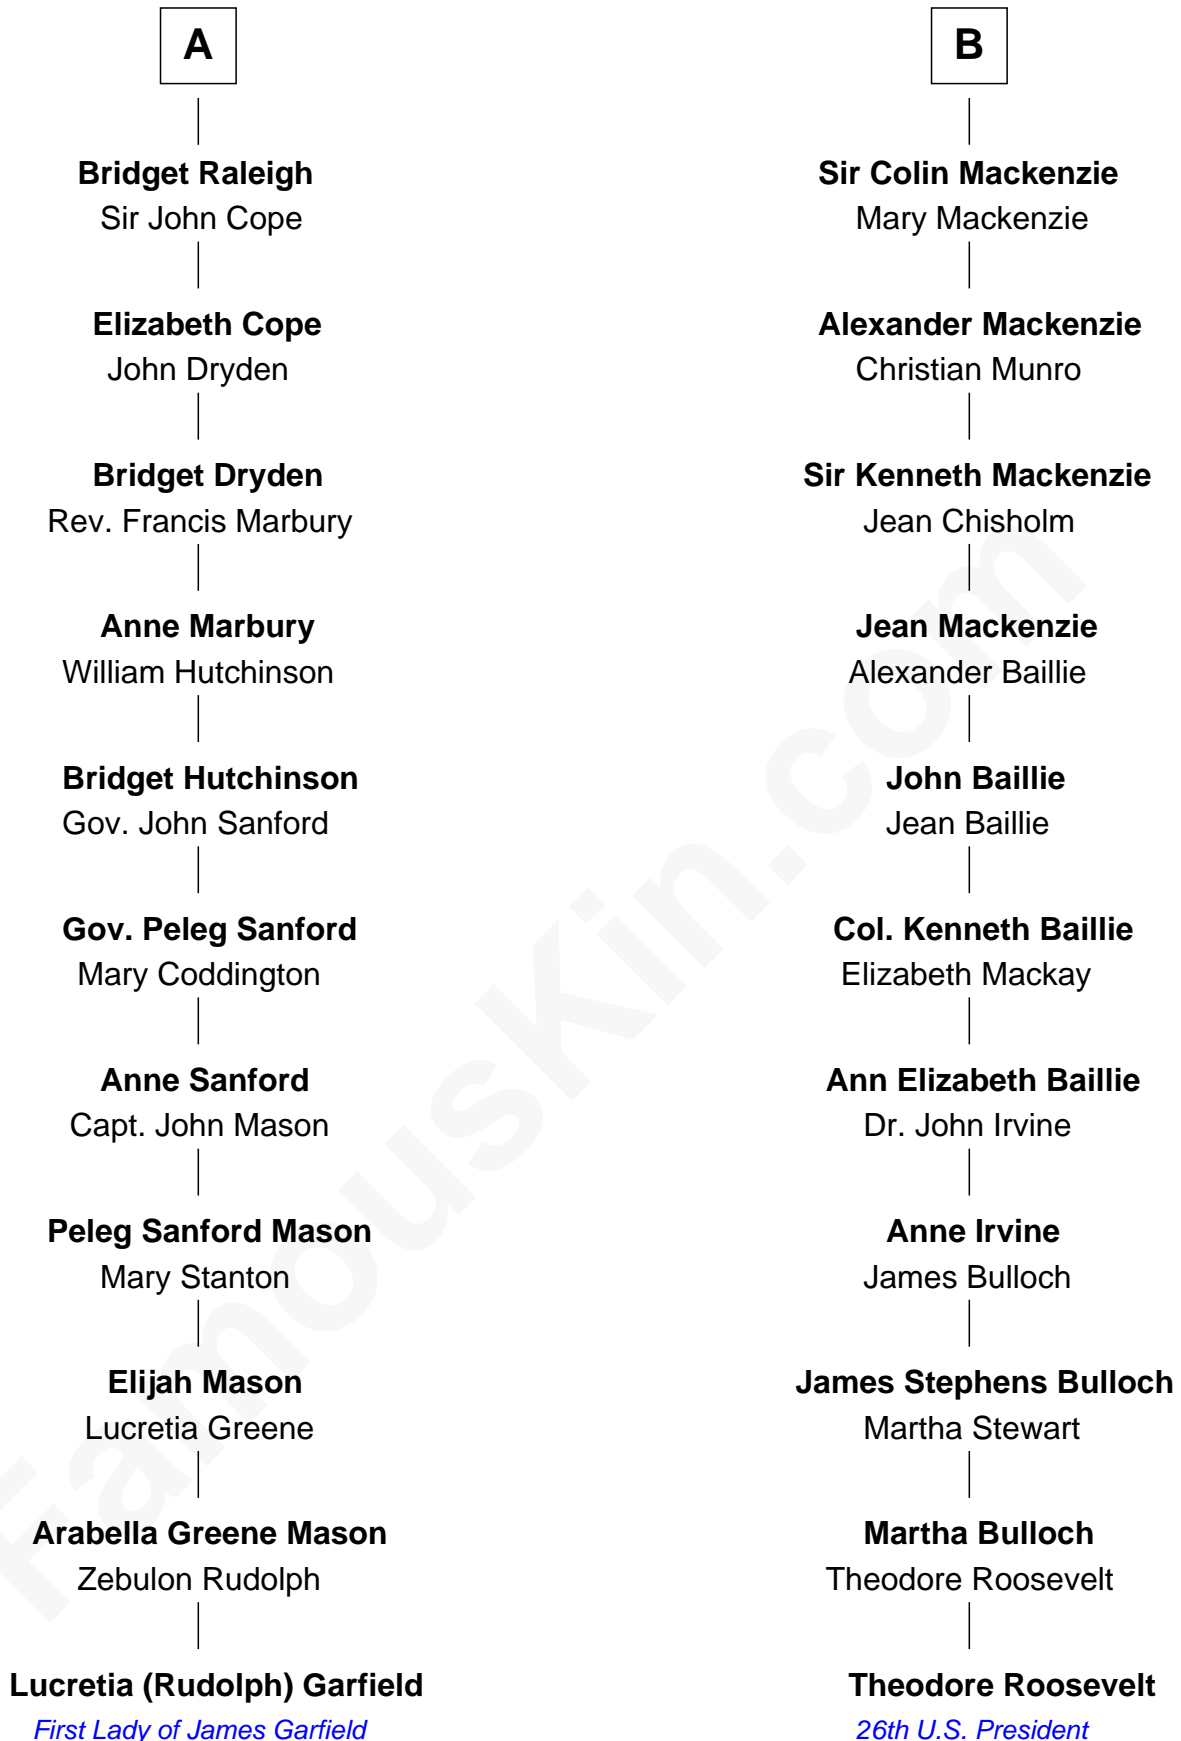 A
Bridget Raleigh
Sir John Cope
Elizabeth Cope
John Dryden
Bridget Dryden
Rev. Francis Marbury
Anne Marbury
William Hutchinson
Bridget Hutchinson
Gov. John Sanford
Gov. Peleg Sanford
Mary Coddington
Anne Sanford
Capt. John Mason
Peleg Sanford Mason
Mary Stanton
Elijah Mason
Lucretia Greene
Arabella Greene Mason
Zebulon Rudolph
Lucretia (Rudolph) Garfield
First Lady of James Garfield
B
Sir Colin Mackenzie
Mary Mackenzie
Alexander Mackenzie
Christian Munro
Sir Kenneth Mackenzie
Jean Chisholm
Jean Mackenzie
Alexander Baillie
John Baillie
Jean Baillie
Col. Kenneth Baillie
Elizabeth Mackay
Ann Elizabeth Baillie
Dr. John Irvine
Anne Irvine
James Bulloch
James Stephens Bulloch
Martha Stewart
Martha Bulloch
Theodore Roosevelt
Theodore Roosevelt
26th U.S. President
FamousKin.com